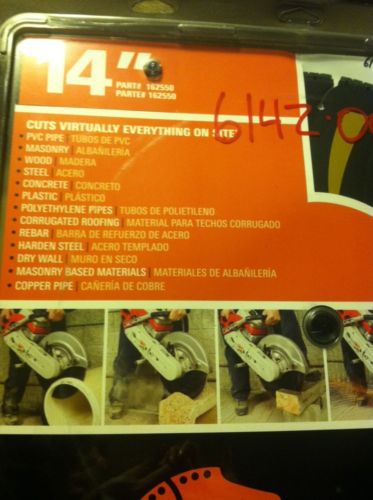 14"
PART# 162550
PARTE# 162550
CUTS VIRTUALLY EVERYTHING ON SITE*
• PVC PIPE | TUBOS DE PVC
• MASONRY | ALBAÑILERÍA
• WOOD | MADERA
• STEEL | ACERO
• CONCRETE | CONCRETO
• PLASTIC | PLÁSTICO
• POLYETHYLENE PIPES | TUBOS DE POLIETILENO
• CORRUGATED ROOFING | MATERIAL PARA TECHOS CORRUGADO
• REBAR | BARRA DE REFUERZO DE ACERO
• HARDEN STEEL | ACERO TEMPLADO
• DRY WALL | MURO EN SECO
• MASONRY BASED MATERIALS | MATERIALES DE ALBAÑILERÍA
• COPPER PIPE | CAÑERÍA DE COBRE